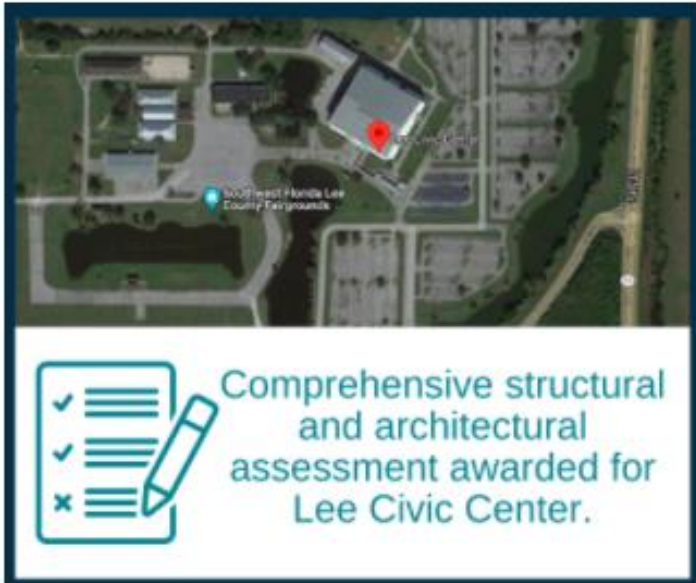 Southwest Florida Lee
County Fairgrounds
Comprehensive structural
and architectural
assessment awarded for
Lee Civic Center.